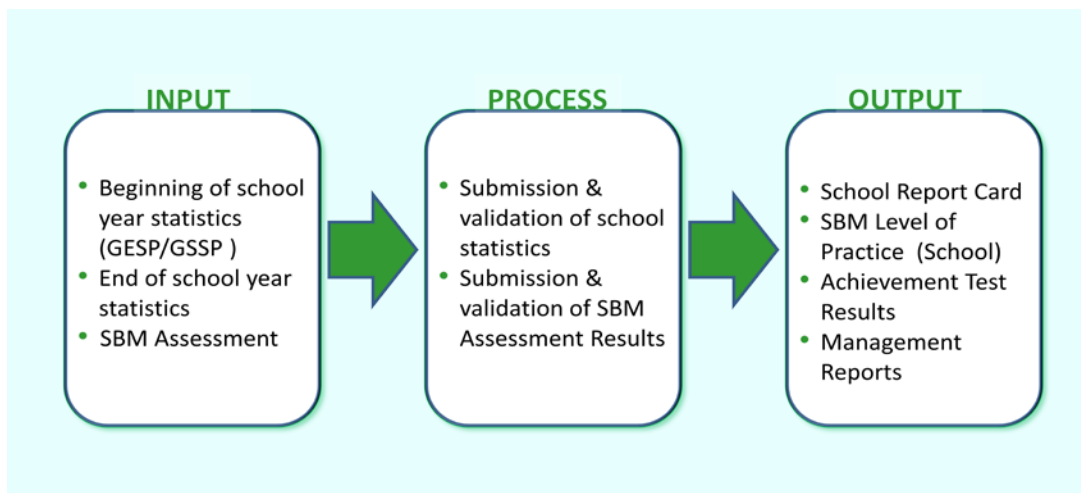 INPUT
• Beginning of school
year statistics
(GESP/GSSP )
• End of school year
statistics
• SBM Assessment
PROCESS
• Submission &
validation of school
statistics
• Submission &
validation of SBM
Assessment Results
OUTPUT
• School Report Card
• SBM Level of
Practice (School)
• Achievement Test
Results
• Management
Reports